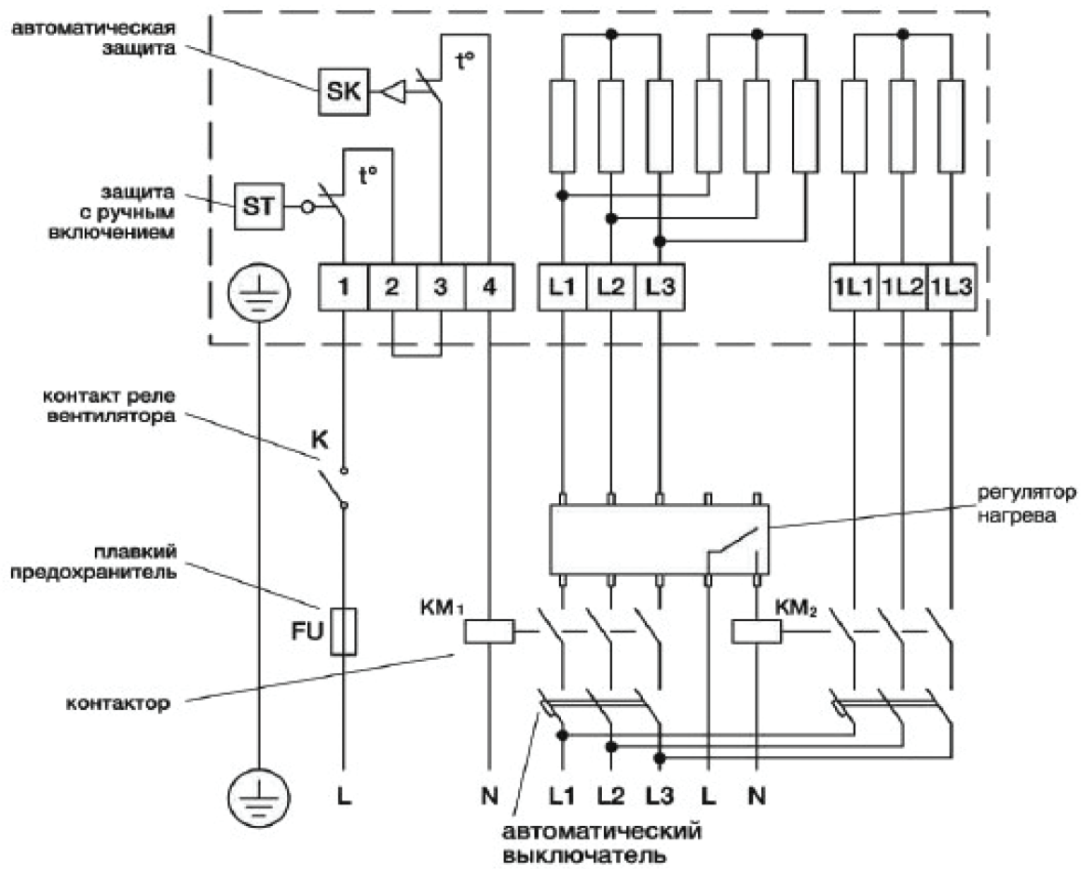 автоматическая
защита
SK
t°
защита
с ручным
включением
ST
t°
1 2 3 4 L1 L2 L3 1L1 1L2 1L3
контакт реле
вентилятора
K
регулятор
нагрева
плавкий
предохранитель
FU
KM1
KM2
контактор
L N L1 L2 L3 L N
автоматический
выключатель